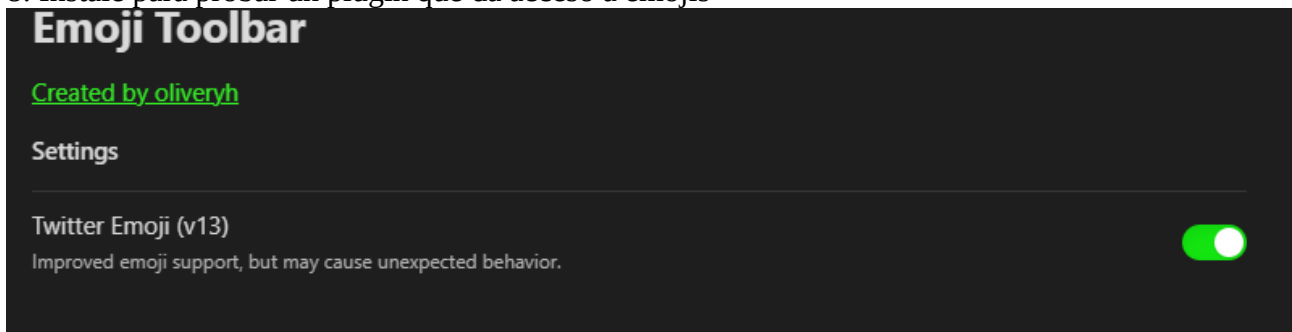 Emoji Toolbar
Created by oliveryh
Settings
Twitter Emoji (v13)
Improved emoji support, but may cause unexpected behavior.